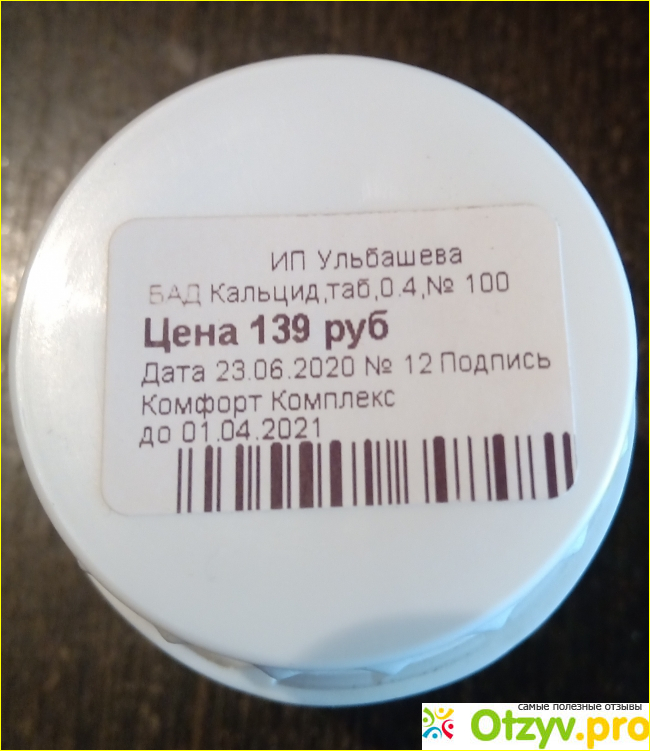 ИП Ульбашева
БАД Кальцид,таб,0.4,№ 100
Цена 139 руб
Дата 23.06.2020 № 12 Подпись
Комфорт Комплекс
до 01.04.2021
самые полезные отзывы
Otzyv.pro